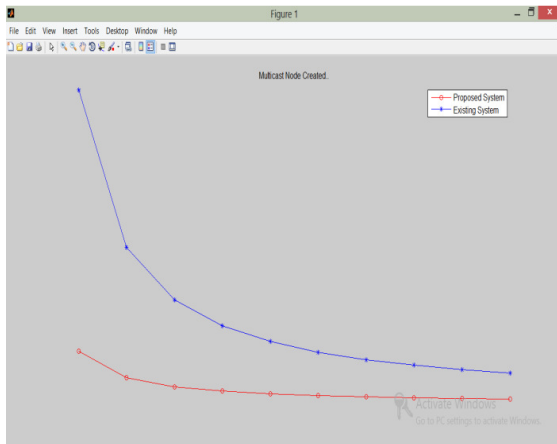 Figure 1
File Edit View Insert Tools Desktop Window Help
Multicast Node Created.
Proposed System
Existing System
Activate Windows
Go to PC settings to activate Windows.